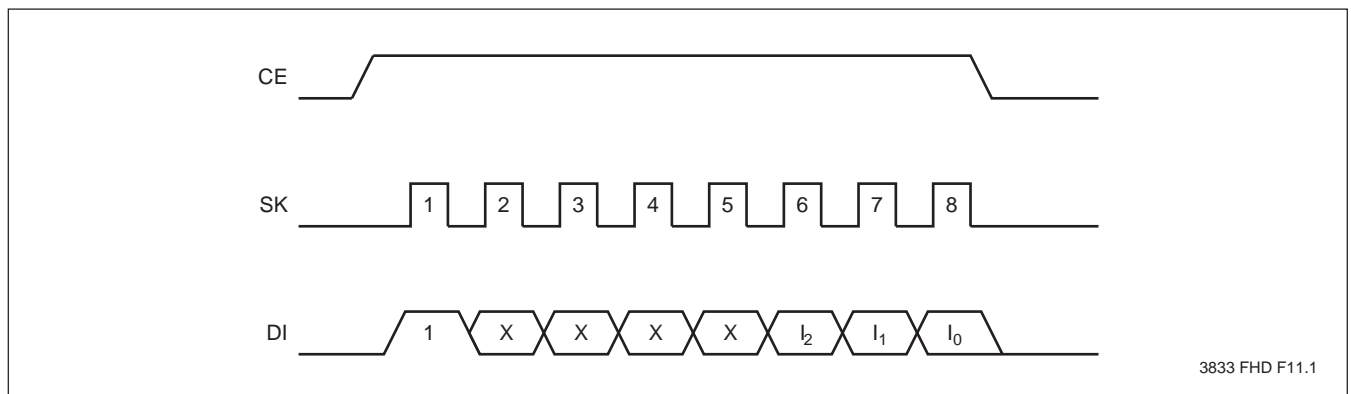 CE
SK 1 2 3 4 5 6 7 8
DI 1 X X X X I2 I1 I0
3833 FHD F11.1